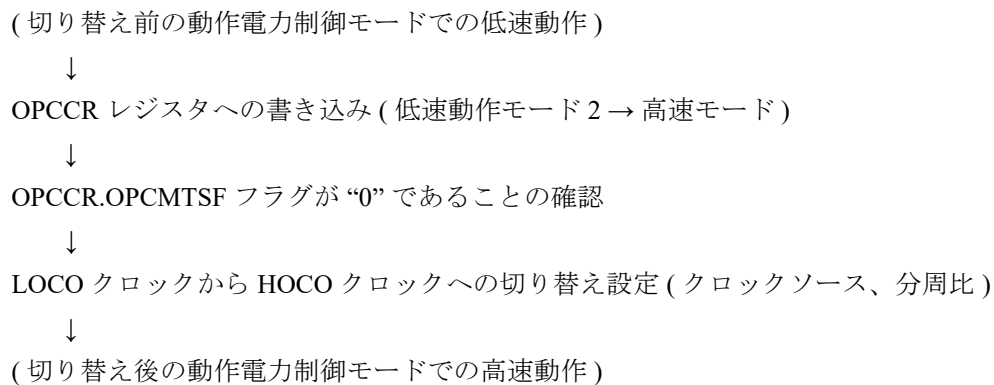 ( 切り替え前の動作電力制御モードでの低速動作 )
↓
OPCCR レジスタへの書き込み ( 低速動作モード 2 → 高速モード )
↓
OPCCR.OPCMTSF フラグが “0” であることの確認
↓
LOCO クロックから HOCO クロックへの切り替え設定 ( クロックソース、分周比 )
↓
( 切り替え後の動作電力制御モードでの高速動作 )